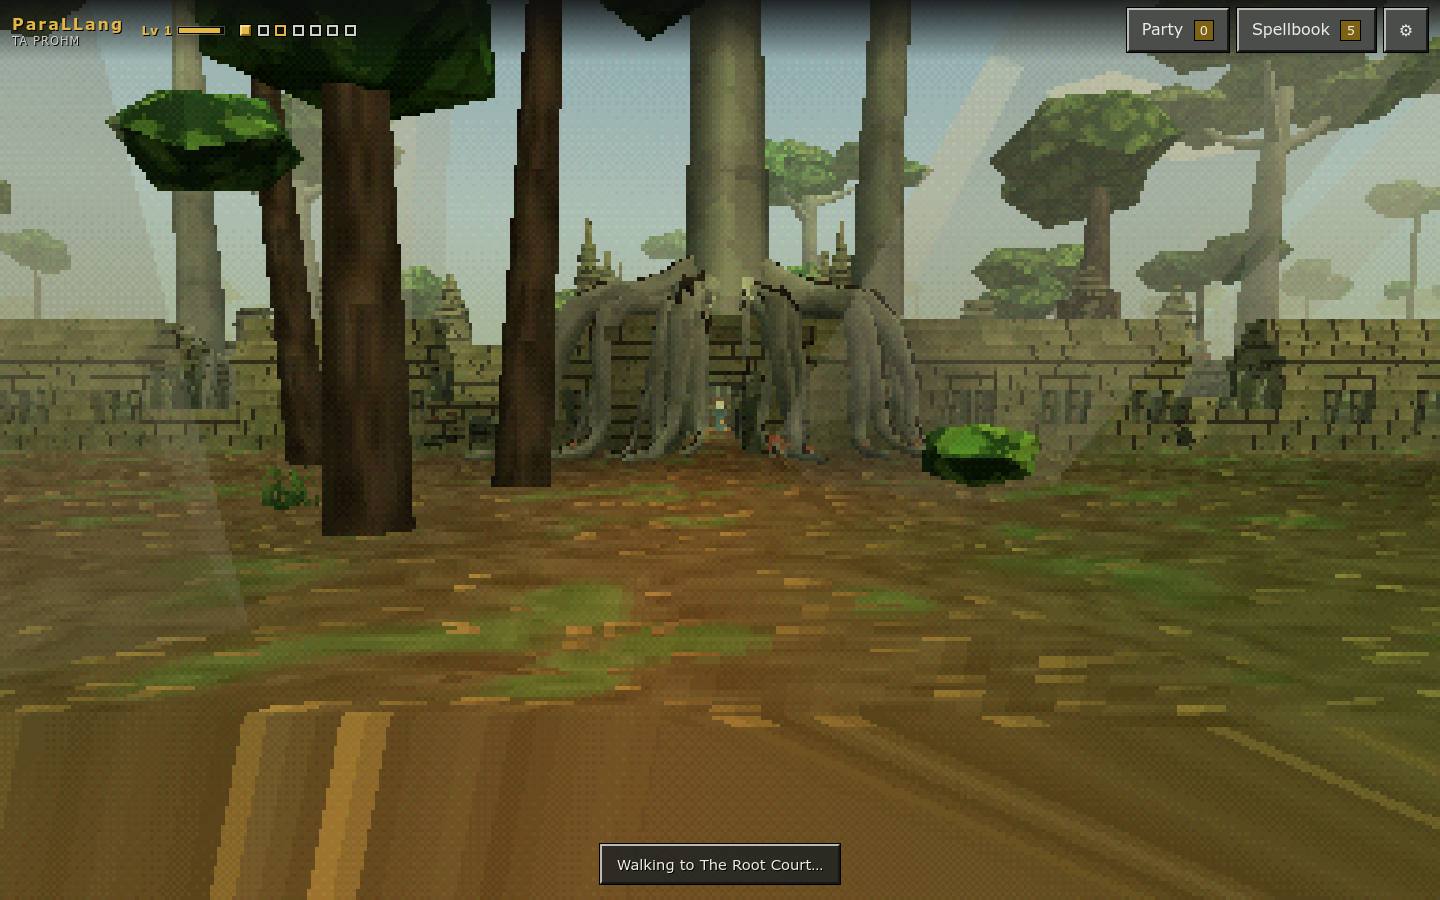 ParaLLang
TA PROHM
Lv 1
Party 0
Spellbook 5
Walking to The Root Court...